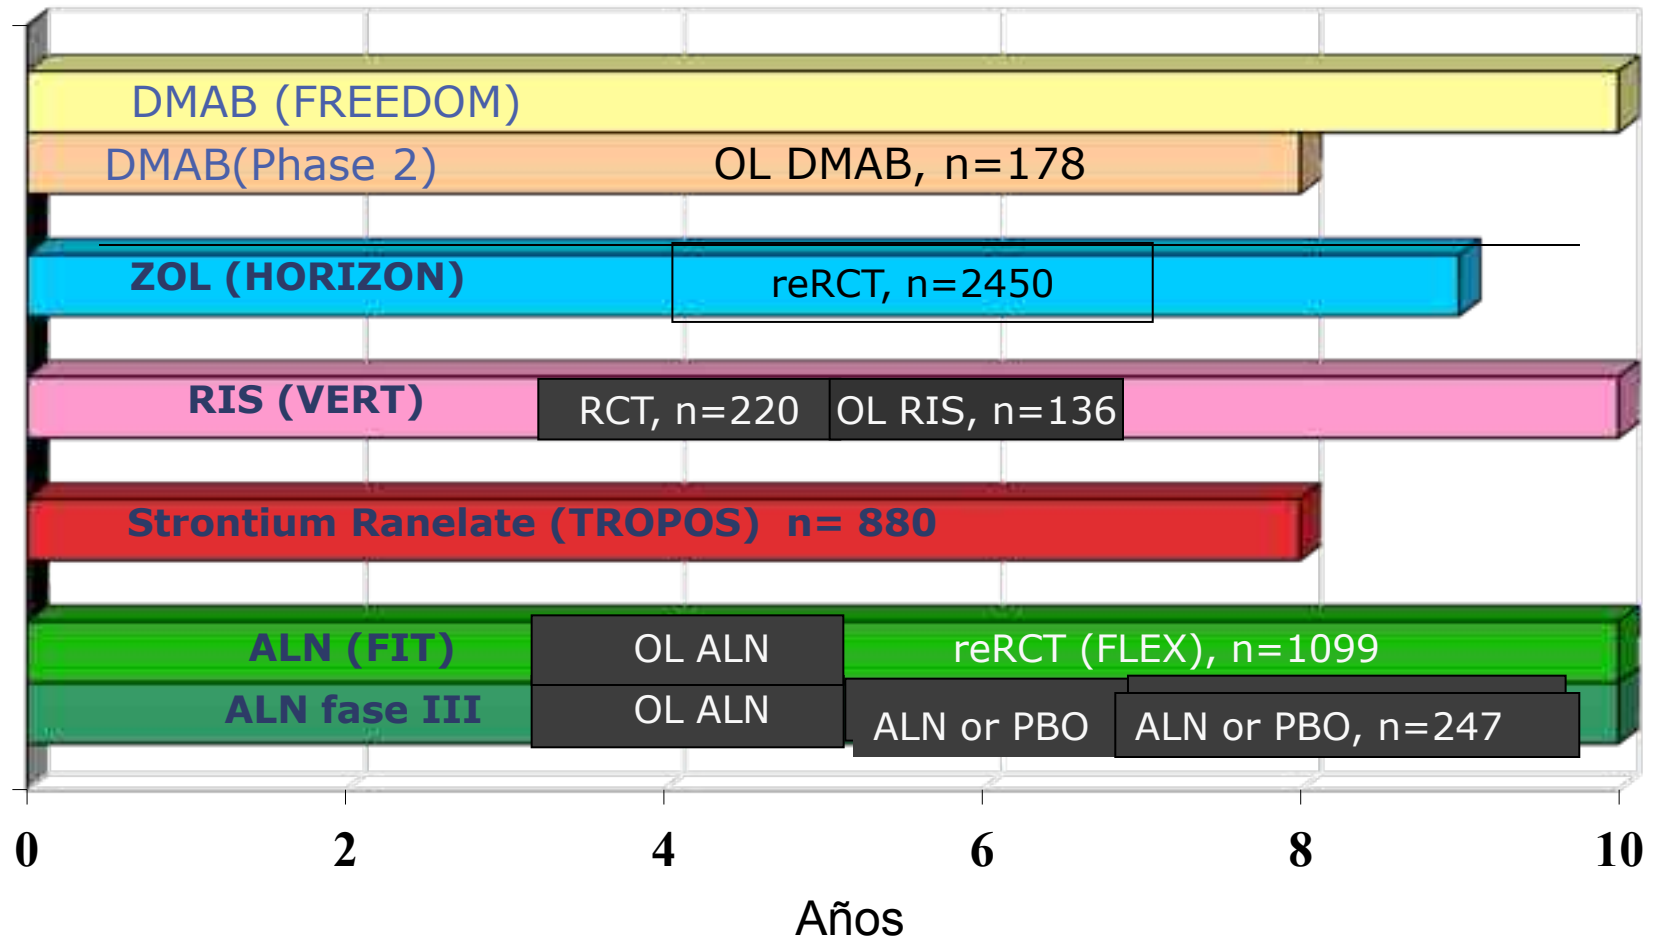 DMAB (FREEDOM)
DMAB(Phase 2) OL DMAB, n=178
ZOL (HORIZON) reRCT, n=2450
RIS (VERT) RCT, n=220 OL RIS, n=136
Strontium Ranelate (TROPOS) n= 880
ALN (FIT) OL ALN reRCT (FLEX), n=1099
ALN fase III OL ALN ALN or PBO ALN or PBO, n=247
0 2 4 6 8 10
Años